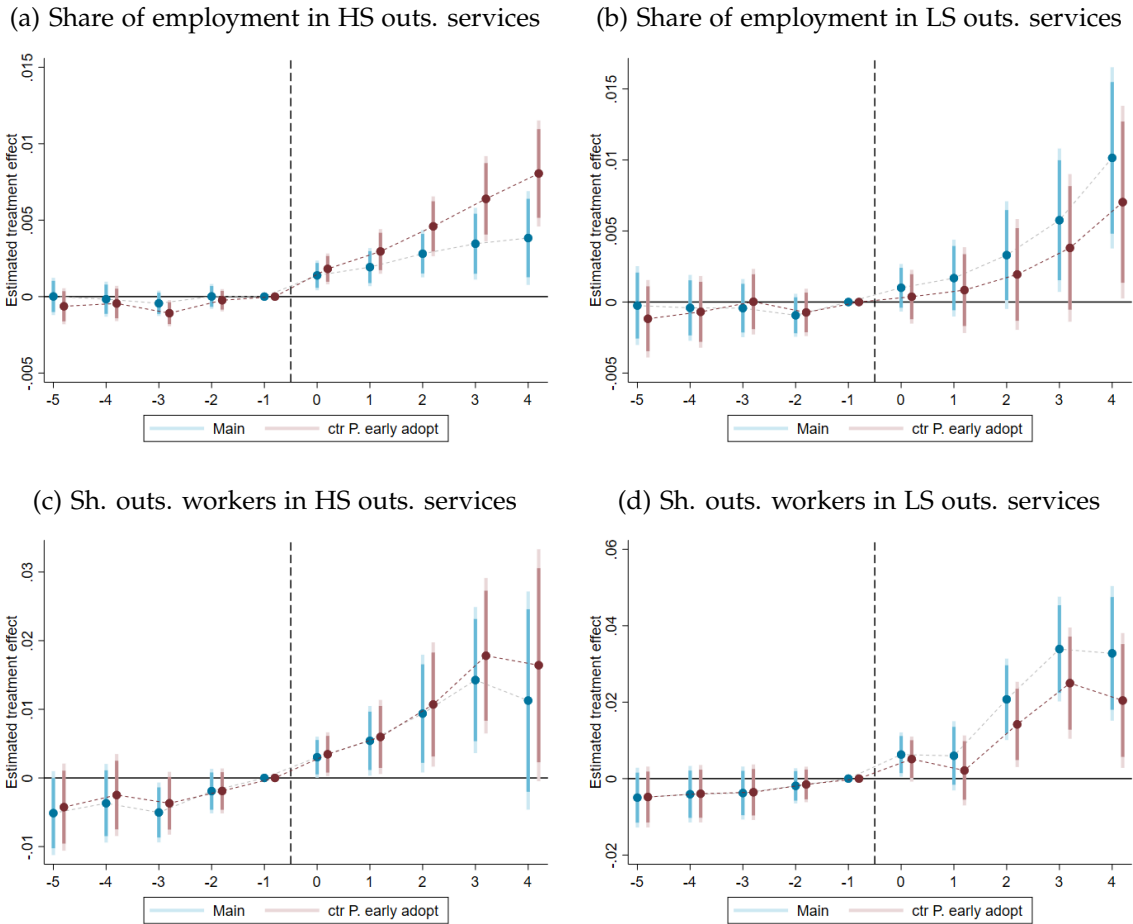 (a) Share of employment in HS outs. services
Estimated treatment effect
.015
.01
.005
0
-.005
-5 -4 -3 -2 -1 0 1 2 3 4
Main ctr P. early adopt
(b) Share of employment in LS outs. services
Estimated treatment effect
.015
.01
.005
0
-.005
-5 -4 -3 -2 -1 0 1 2 3 4
Main ctr P. early adopt
(c) Sh. outs. workers in HS outs. services
Estimated treatment effect
.03
.02
.01
0
-.01
-5 -4 -3 -2 -1 0 1 2 3 4
Main ctr P. early adopt
(d) Sh. outs. workers in LS outs. services
Estimated treatment effect
.06
.04
.02
0
-.02
-5 -4 -3 -2 -1 0 1 2 3 4
Main ctr P. early adopt